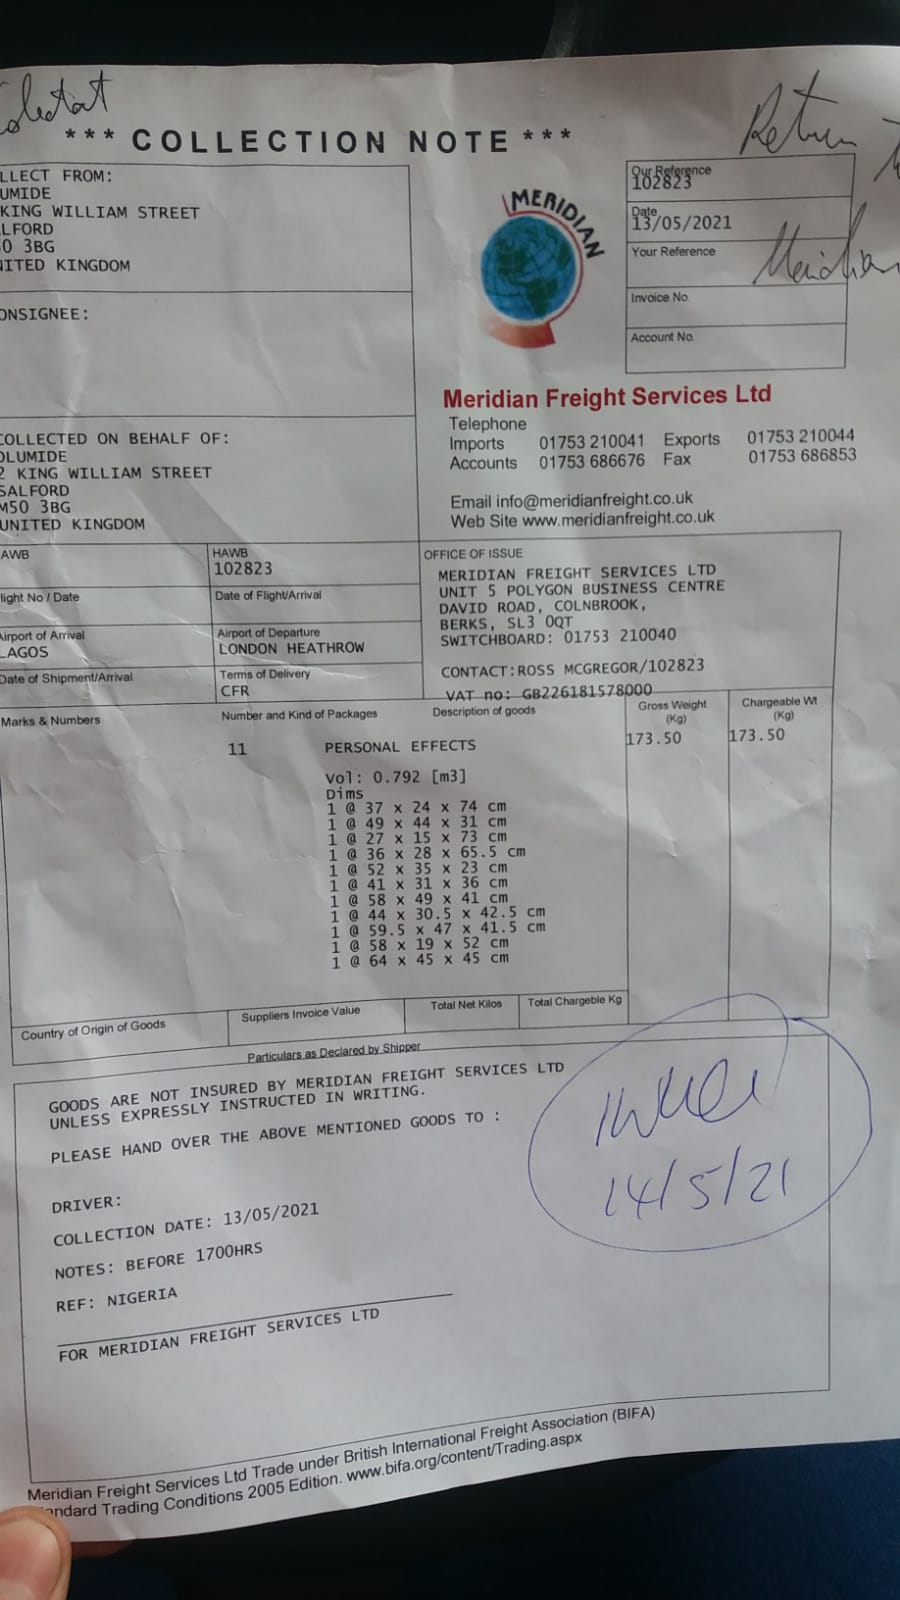 *** COLLECTION NOTE ***
Return
Meridian
LLECT FROM:
UMIDE
KING WILLIAM STREET
LFORD
0 3BG
NITED KINGDOM
ONSIGNEE:
MERIDIAN
Our Reference
102823
Date
13/05/2021
Your Reference
Invoice No.
Account No.
Meridian Freight Services Ltd
Telephone
Imports 01753 210041 Exports 01753 210044
Accounts 01753 686676 Fax 01753 686853
Email info@meridianfreight.co.uk
Web Site www.meridianfreight.co.uk
COLLECTED ON BEHALF OF:
OLUMIDE
2 KING WILLIAM STREET
SALFORD
M50 3BG
UNITED KINGDOM
AWB
HAWB
102823
light No / Date
Date of Flight/Arrival
Airport of Arrival
LAGOS
Airport of Departure
LONDON HEATHROW
Date of Shipment/Arrival
Terms of Delivery
CFR
OFFICE OF ISSUE
MERIDIAN FREIGHT SERVICES LTD
UNIT 5 POLYGON BUSINESS CENTRE
DAVID ROAD, COLNBROOK,
BERKS, SL3 0QT
SWITCHBOARD: 01753 210040
CONTACT:ROSS MCGREGOR/102823
VAT no: GB226181578000
Marks & Numbers
Number and Kind of Packages
Description of goods
Gross Weight
(Kg)
Chargeable Wt
(Kg)
11 PERSONAL EFFECTS
173.50
173.50
Vol: 0.792 [m3]
Dims
1 @ 37 x 24 x 74 cm
1 @ 49 x 44 x 31 cm
1 @ 27 x 15 x 73 cm
1 @ 36 x 28 x 65.5 cm
1 @ 52 x 35 x 23 cm
1 @ 41 x 31 x 36 cm
1 @ 58 x 49 x 41 cm
1 @ 44 x 30.5 x 42.5 cm
1 @ 59.5 x 47 x 41.5 cm
1 @ 58 x 19 x 52 cm
1 @ 64 x 45 x 45 cm
Country of Origin of Goods
Suppliers Invoice Value
Total Net Kilos
Total Chargeble Kg
Particulars as Declared by Shipper
GOODS ARE NOT INSURED BY MERIDIAN FREIGHT SERVICES LTD
UNLESS EXPRESSLY INSTRUCTED IN WRITING.
PLEASE HAND OVER THE ABOVE MENTIONED GOODS TO :
14/5/21
DRIVER:
COLLECTION DATE: 13/05/2021
NOTES: BEFORE 1700HRS
REF: NIGERIA
FOR MERIDIAN FREIGHT SERVICES LTD
Meridian Freight Services Ltd Trade under British International Freight Association (BIFA)
andard Trading Conditions 2005 Edition. www.bifa.org/content/Trading.aspx